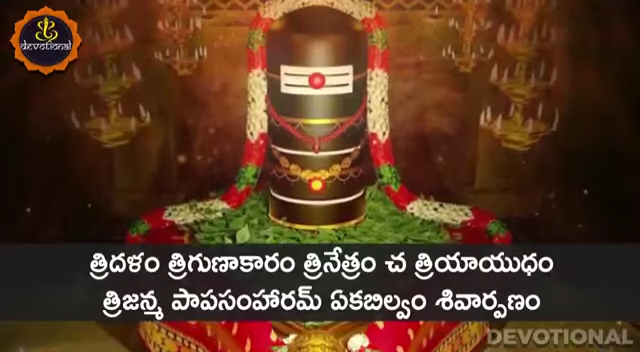 devotional
త్రిదళం త్రిగుణాకారం త్రినేత్రం చ త్రియాయుధం
త్రిజన్మ పాపసంహారమ్ ఏకబిల్వం శివార్పణం
DEVOTIONAL